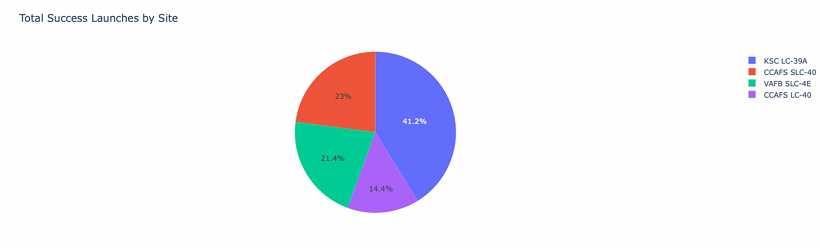 Total Success Launches by Site
KSC LC-39A
CCAFS SLC-40
VAFB SLC-4E
CCAFS LC-40
23%
41.2%
21.4%
14.4%